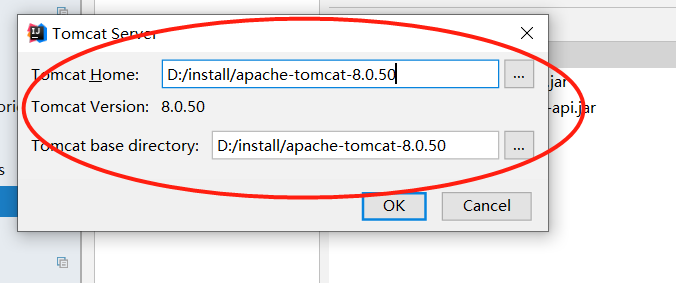 Tomcat Server
Tomcat Home: D:/install/apache-tomcat-8.0.50 ...
.jar
Tomcat Version: 8.0.50
-api.jar
Tomcat base directory: D:/install/apache-tomcat-8.0.50 ...
OK Cancel